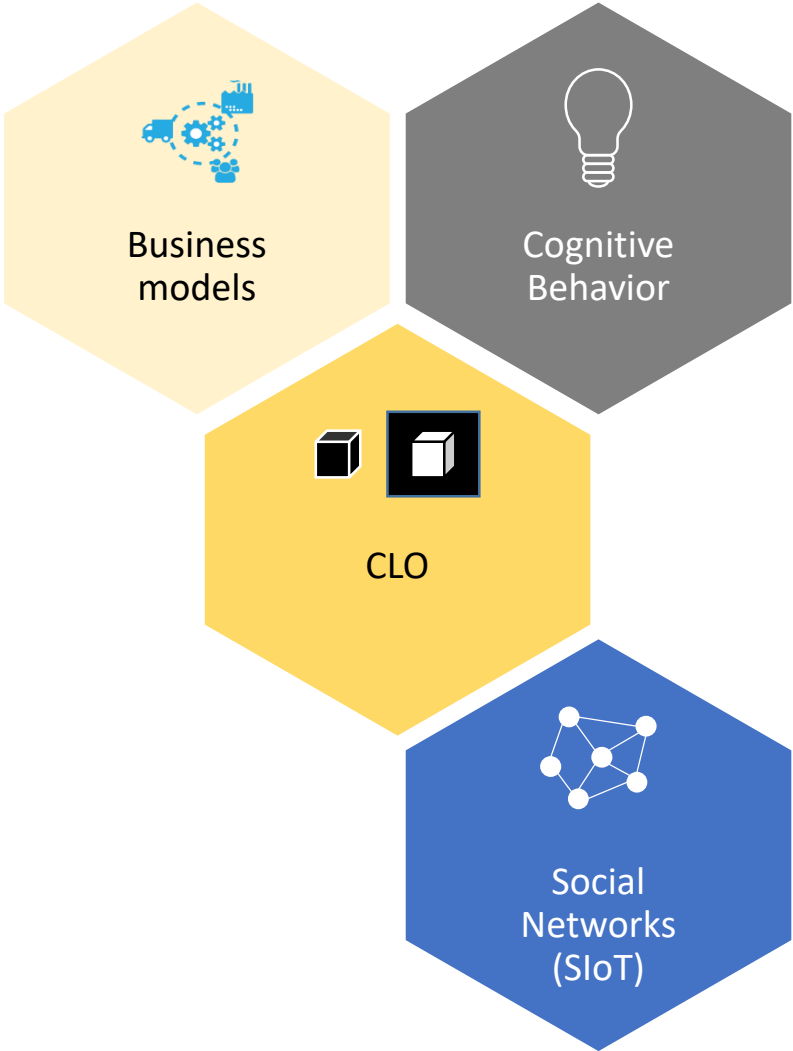 Business
models
Cognitive
Behavior
CLO
Social
Networks
(SIoT)